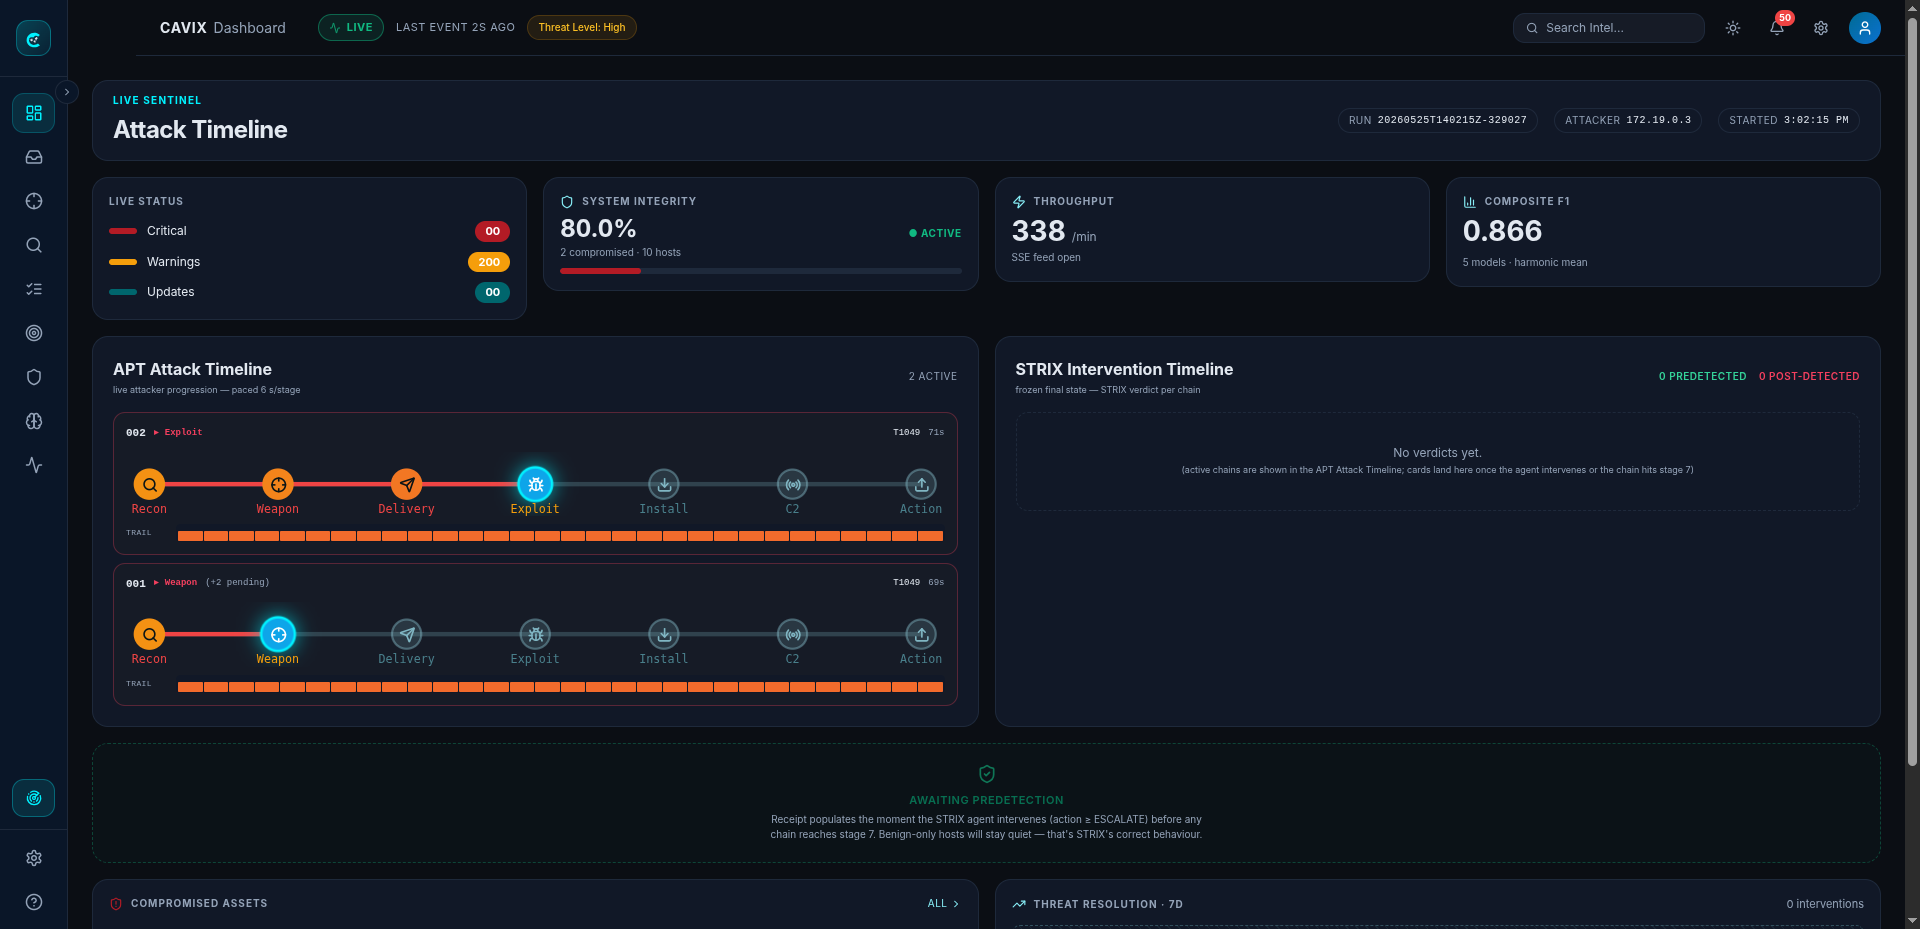 CAVIX Dashboard
LIVE
LAST EVENT 2S AGO
Threat Level: High
Search Intel...
50
LIVE SENTINEL
Attack Timeline
RUN 20260525T140215Z-329027
ATTACKER 172.19.0.3
STARTED 3:02:15 PM
LIVE STATUS
Critical 00
Warnings 200
Updates 00
SYSTEM INTEGRITY
80.0%
ACTIVE
2 compromised · 10 hosts
THROUGHPUT
338 /min
SSE feed open
COMPOSITE F1
0.866
5 models · harmonic mean
APT Attack Timeline
live attacker progression — paced 6 s/stage
2 ACTIVE
002 ▸ Exploit
T1049 71s
Recon Weapon Delivery Exploit Install C2 Action
TRAIL
001 ▸ Weapon (+2 pending)
T1049 69s
Recon Weapon Delivery Exploit Install C2 Action
TRAIL
STRIX Intervention Timeline
frozen final state — STRIX verdict per chain
0 PREDETECTED 0 POST-DETECTED
No verdicts yet.
(active chains are shown in the APT Attack Timeline; cards land here once the agent intervenes or the chain hits stage 7)
AWAITING PREDETECTION
Receipt populates the moment the STRIX agent intervenes (action ≥ ESCALATE) before any
chain reaches stage 7. Benign-only hosts will stay quiet — that's STRIX's correct behaviour.
COMPROMISED ASSETS
ALL
THREAT RESOLUTION · 7D
0 interventions